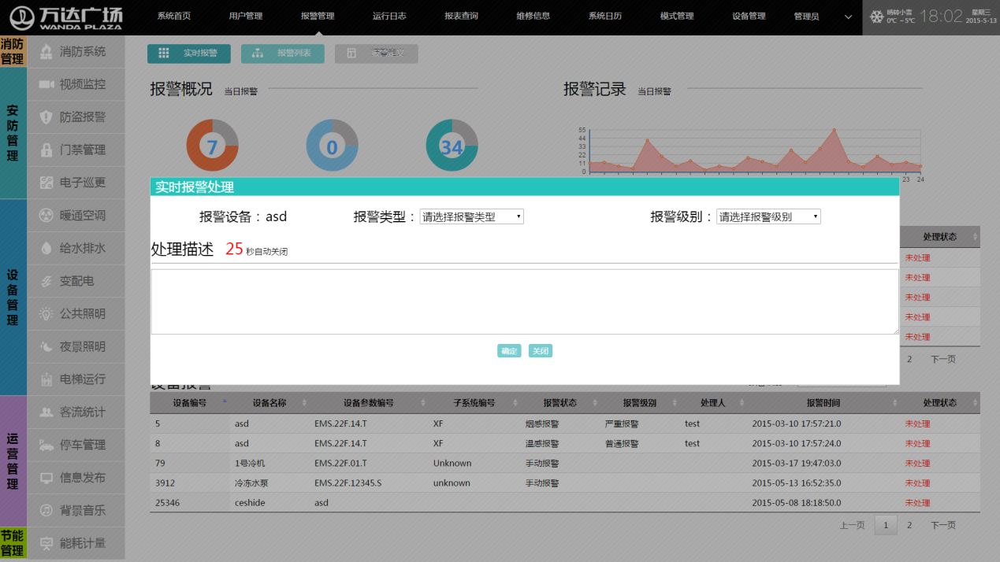 万达广场
WANDA PLAZA
系统首页 用户管理 报警管理 运行日志 报表查询 维修信息 系统日历 模式管理 设备管理 管理员
晴转小雪
0℃ ~ 5℃
18:02
星期三
2015-5-13
消防管理
安防管理
设备管理
运营管理
节能管理
消防系统
视频监控
防盗报警
门禁管理
电子巡更
暖通空调
给水排水
变配电
公共照明
夜景照明
电梯运行
客流统计
停车管理
信息发布
背景音乐
能耗计量
实时报警 报警列表
报警概况 当日报警
7 0 34
报警记录 当日报警
55
44
33
22
11
0
23 24
实时报警处理
报警设备：asd 报警类型： 请选择报警类型 报警级别： 请选择报警级别
处理描述 25 秒自动关闭
确定 关闭
处理状态
未处理
未处理
未处理
未处理
未处理
2 下一页
设备报警
设备编号 设备名称 设备参数编号 子系统编号 报警状态 报警级别 处理人 报警时间 处理状态
5 asd EMS.22F.14.T XF 烟感报警 严重报警 test 2015-03-10 17:57:21.0 未处理
8 asd EMS.22F.14.T XF 温感报警 普通报警 test 2015-03-10 17:57:24.0 未处理
79 1号冷机 EMS.22F.01.T Unknown 手动报警 2015-03-17 19:47:03.0 未处理
3912 冷冻水泵 EMS.22F.12345.S unknown 手动报警 2015-05-13 16:52:35.0 未处理
25346 ceshide asd 2015-05-08 18:18:50.0 未处理
上一页 1 2 下一页